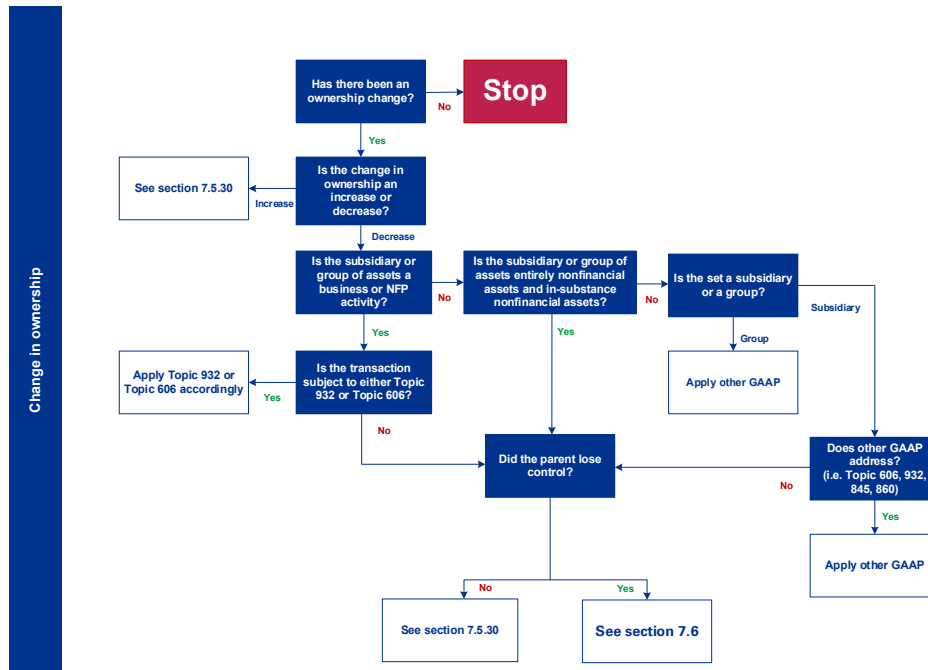 Change in ownership
Has there been an
ownership change?
No
Stop
Yes
Is the change in
ownership an
increase or
decrease?
Increase
See section 7.5.30
Decrease
Is the subsidiary or
group of assets a
business or NFP
activity?
No
Is the subsidiary or group of
assets entirely nonfinancial
assets and in-substance
nonfinancial assets?
No
Is the set a subsidiary
or a group?
Subsidiary
Group
Apply other GAAP
Yes
Yes
Is the transaction
subject to either Topic
932 or Topic 606?
Yes
Apply Topic 932 or
Topic 606 accordingly
No
Did the parent lose
control?
Does other GAAP
address?
(i.e. Topic 606, 932,
845, 860)
No
Yes
Apply other GAAP
No
See section 7.5.30
Yes
See section 7.6